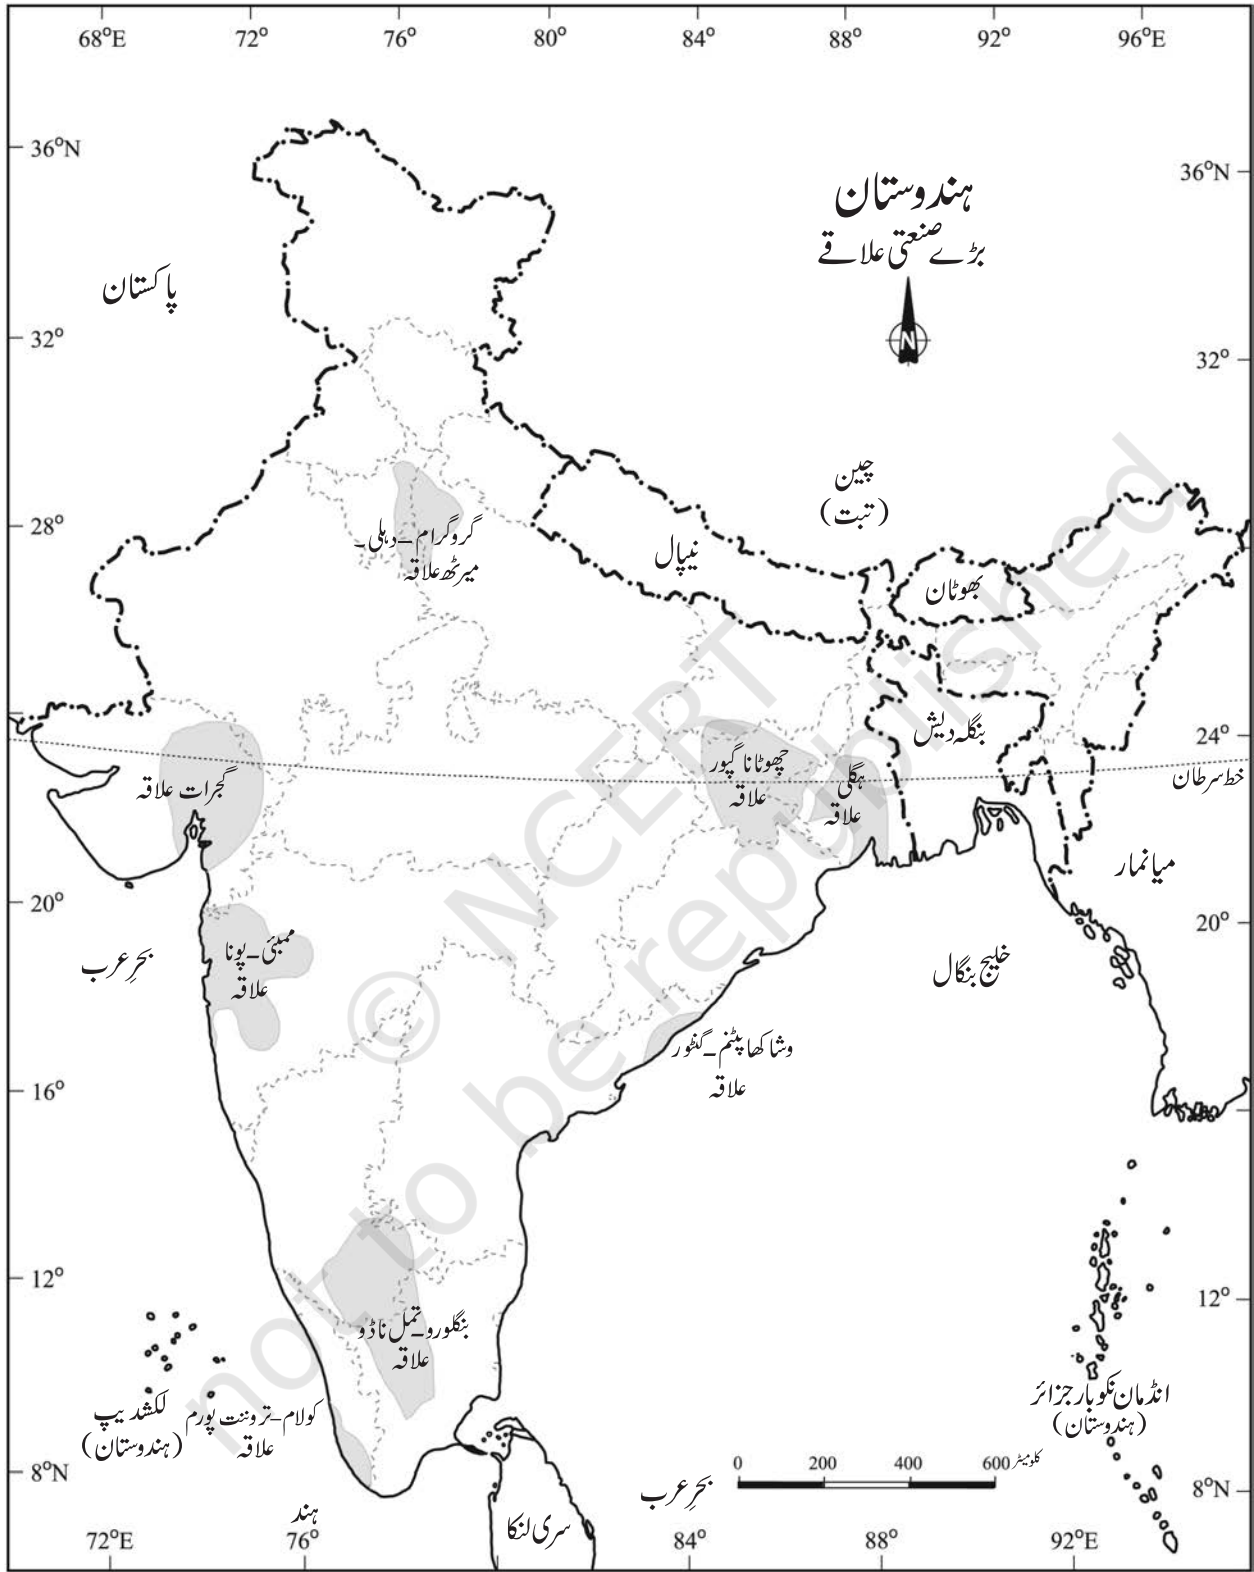 68°E 72° 76° 80° 84° 88° 92° 96°E
36°N
36°N
ہندوستان
بڑے صنعتی علاقے
N
پاکستان
32°
32°
چین
(تبت)
28°
گروگرام–دہلی–
میرٹھ علاقہ
نیپال
بھوٹان
بنگلہ دیش
24°
خط سرطان
گجرات علاقہ
چھوٹا ناگپور
علاقہ
ہگلی
علاقہ
میانمار
20°
20°
ممبئی–پونا
علاقہ
بحرِعرب
خلیج بنگال
وشاکھاپٹنم–گنٹور
علاقہ
16°
12°
12°
بنگلورو–تمل ناڈو
علاقہ
لکشدیپ
(ہندوستان)
کولام–تروننت پورم
علاقہ
انڈمان نکوبار جزائر
(ہندوستان)
8°N
8°N
0 200 400 600 کلومیٹر
بحرِعرب
ہند
سری لنکا
72°E 76° 84° 88° 92°E
© NCERT
not to be republished